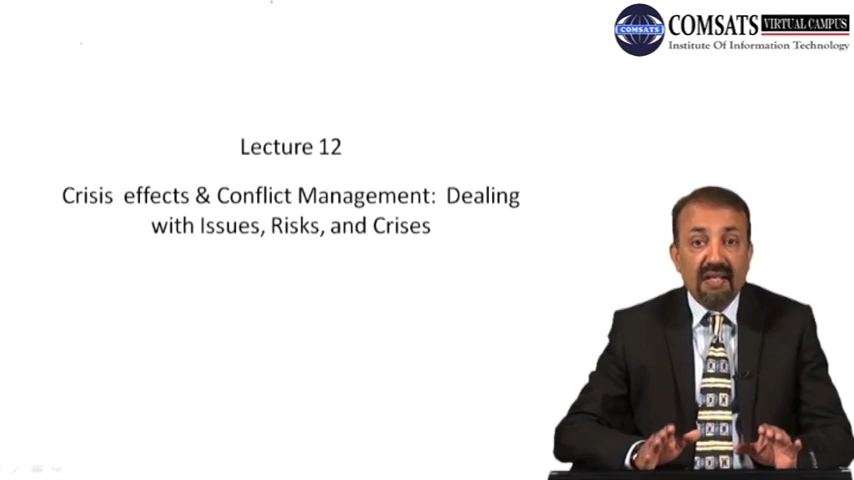 COMSATS VIRTUAL CAMPUS
COMSATS Institute Of Information Technology
Lecture 12
Crisis effects & Conflict Management: Dealing
with Issues, Risks, and Crises